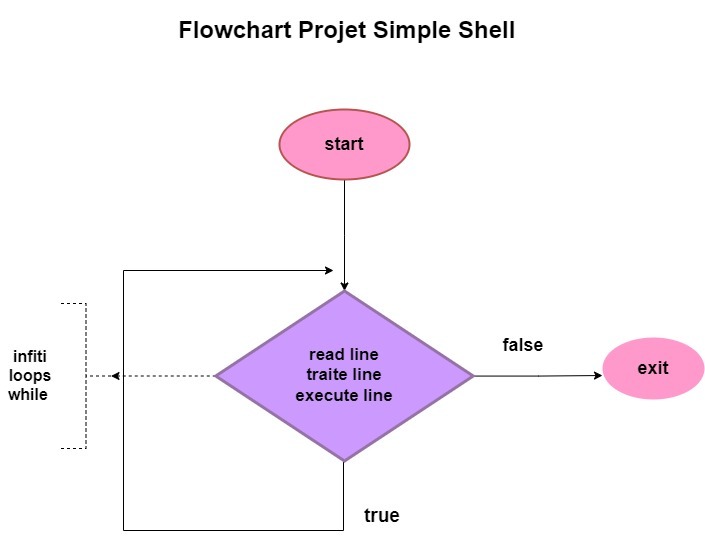 Flowchart Projet Simple Shell
start
read line
traite line
execute line
false
exit
infiti
loops
while
true